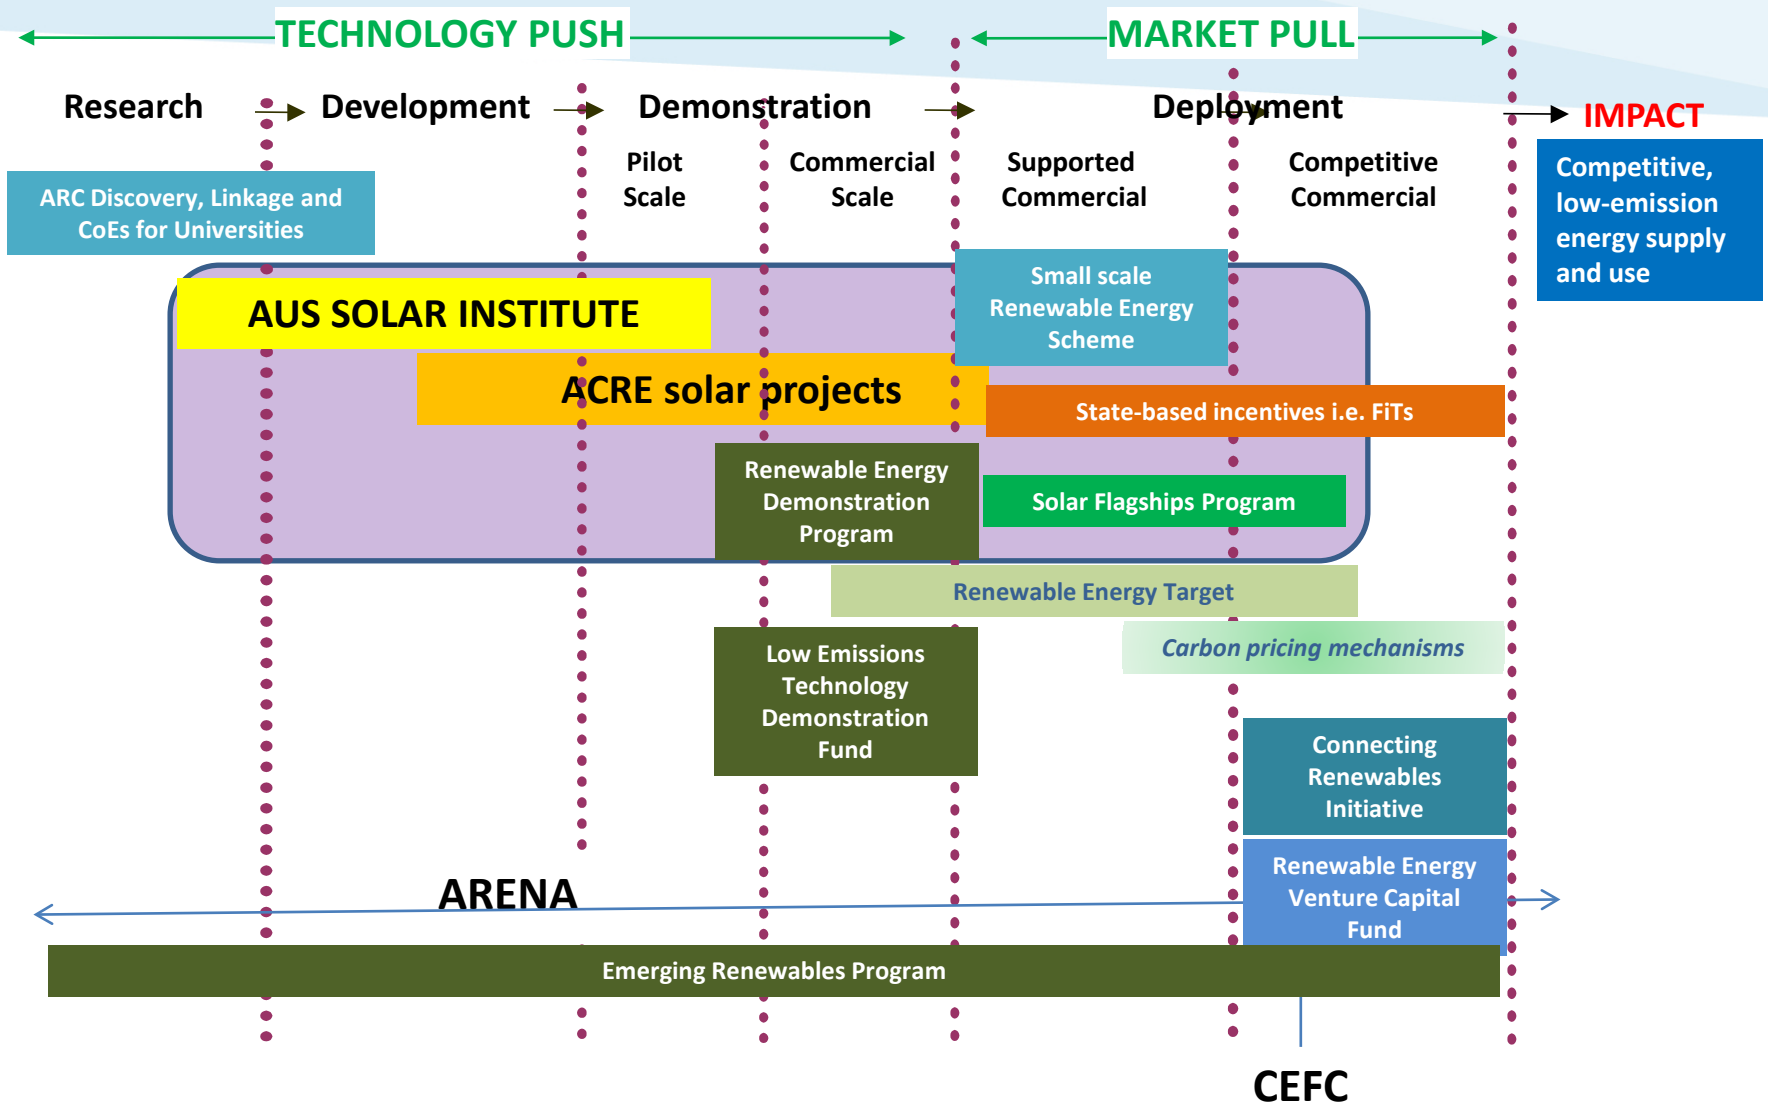 TECHNOLOGY PUSH
MARKET PULL
Research
Development
Demonstration
Deployment
IMPACT
Pilot
Scale
Commercial
Scale
Supported
Commercial
Competitive
Commercial
Competitive,
low-emission
energy supply
and use
ARC Discovery, Linkage and
CoEs for Universities
AUS SOLAR INSTITUTE
Small scale
Renewable Energy
Scheme
ACRE solar projects
State-based incentives i.e. FiTs
Renewable Energy
Demonstration
Program
Solar Flagships Program
Renewable Energy Target
Carbon pricing mechanisms
Low Emissions
Technology
Demonstration
Fund
Connecting
Renewables
Initiative
ARENA
Renewable Energy
Venture Capital
Fund
Emerging Renewables Program
CEFC